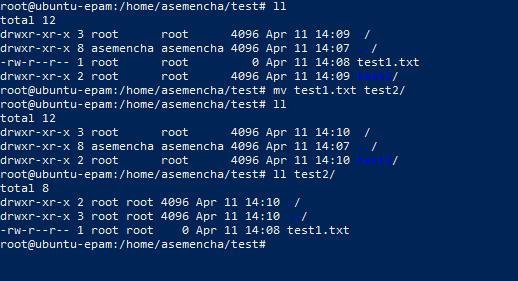 root@ubuntu-epam:/home/asemencha/test# ll
total 12
drwxr-xr-x 3 root      root      4096 Apr 11 14:09 ./
drwxr-xr-x 8 asemencha asemencha 4096 Apr 11 14:07 ../
-rw-r--r-- 1 root      root         0 Apr 11 14:08 test1.txt
drwxr-xr-x 2 root      root      4096 Apr 11 14:09 test2/
root@ubuntu-epam:/home/asemencha/test# mv test1.txt test2/
root@ubuntu-epam:/home/asemencha/test# ll
total 12
drwxr-xr-x 3 root      root      4096 Apr 11 14:10 ./
drwxr-xr-x 8 asemencha asemencha 4096 Apr 11 14:07 ../
drwxr-xr-x 2 root      root      4096 Apr 11 14:10 test2/
root@ubuntu-epam:/home/asemencha/test# ll test2/
total 8
drwxr-xr-x 2 root root 4096 Apr 11 14:10 ./
drwxr-xr-x 3 root root 4096 Apr 11 14:10 ../
-rw-r--r-- 1 root root    0 Apr 11 14:08 test1.txt
root@ubuntu-epam:/home/asemencha/test#